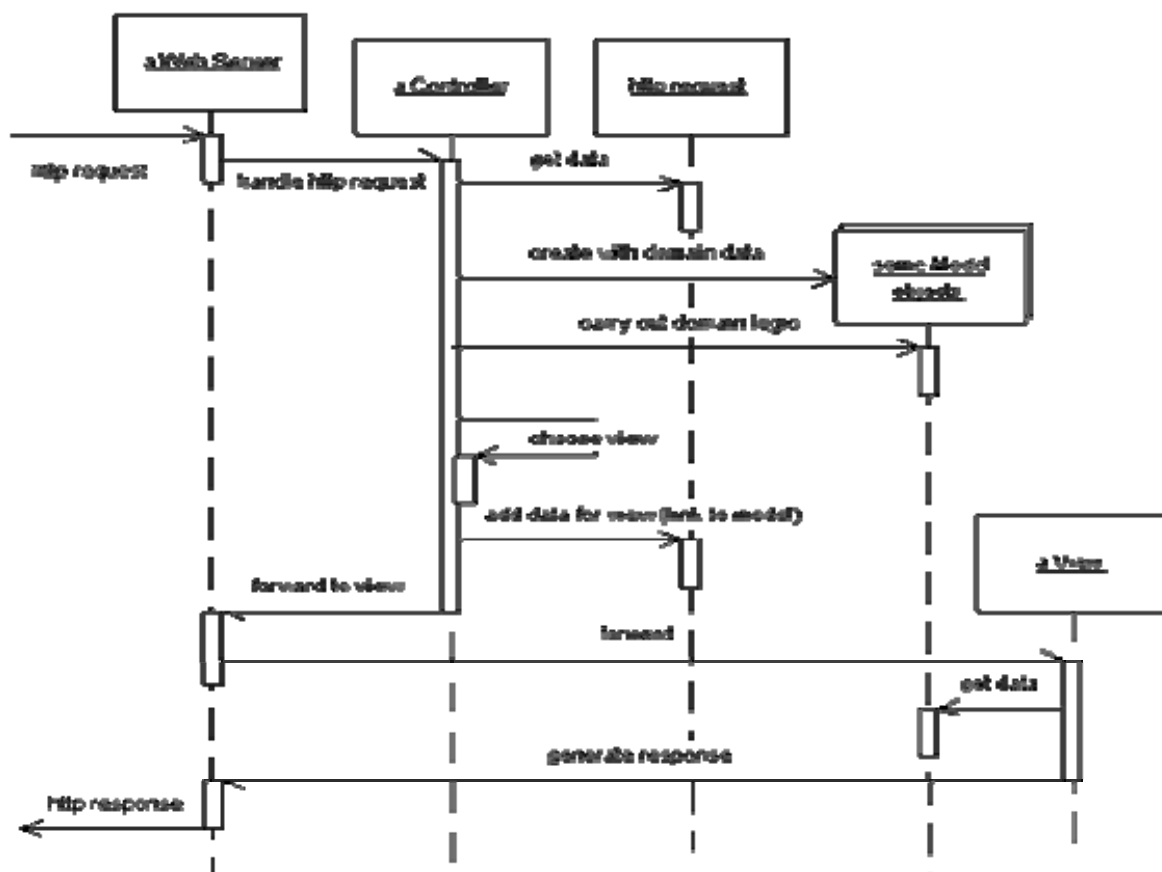 a Web Server
a Controller
http request
http request
handle http request
get data
create with domain data
some Model
objects
carry out domain logic
choose view
add data for view (link to model)
a View
forward to view
forward
get data
generate response
http response